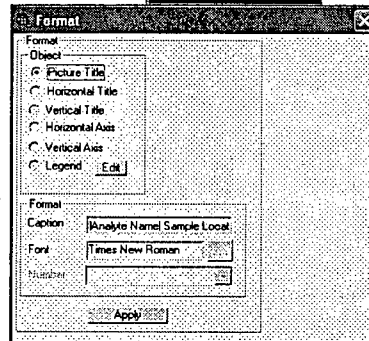 Format
Format
Object
Picture Title
Horizontal Title
Vertical Title
Horizontal Axis
Vertical Axis
Legend Edit
Format
Caption |Analyte Name| Sample Locat
Font Times New Roman
Number
Apply